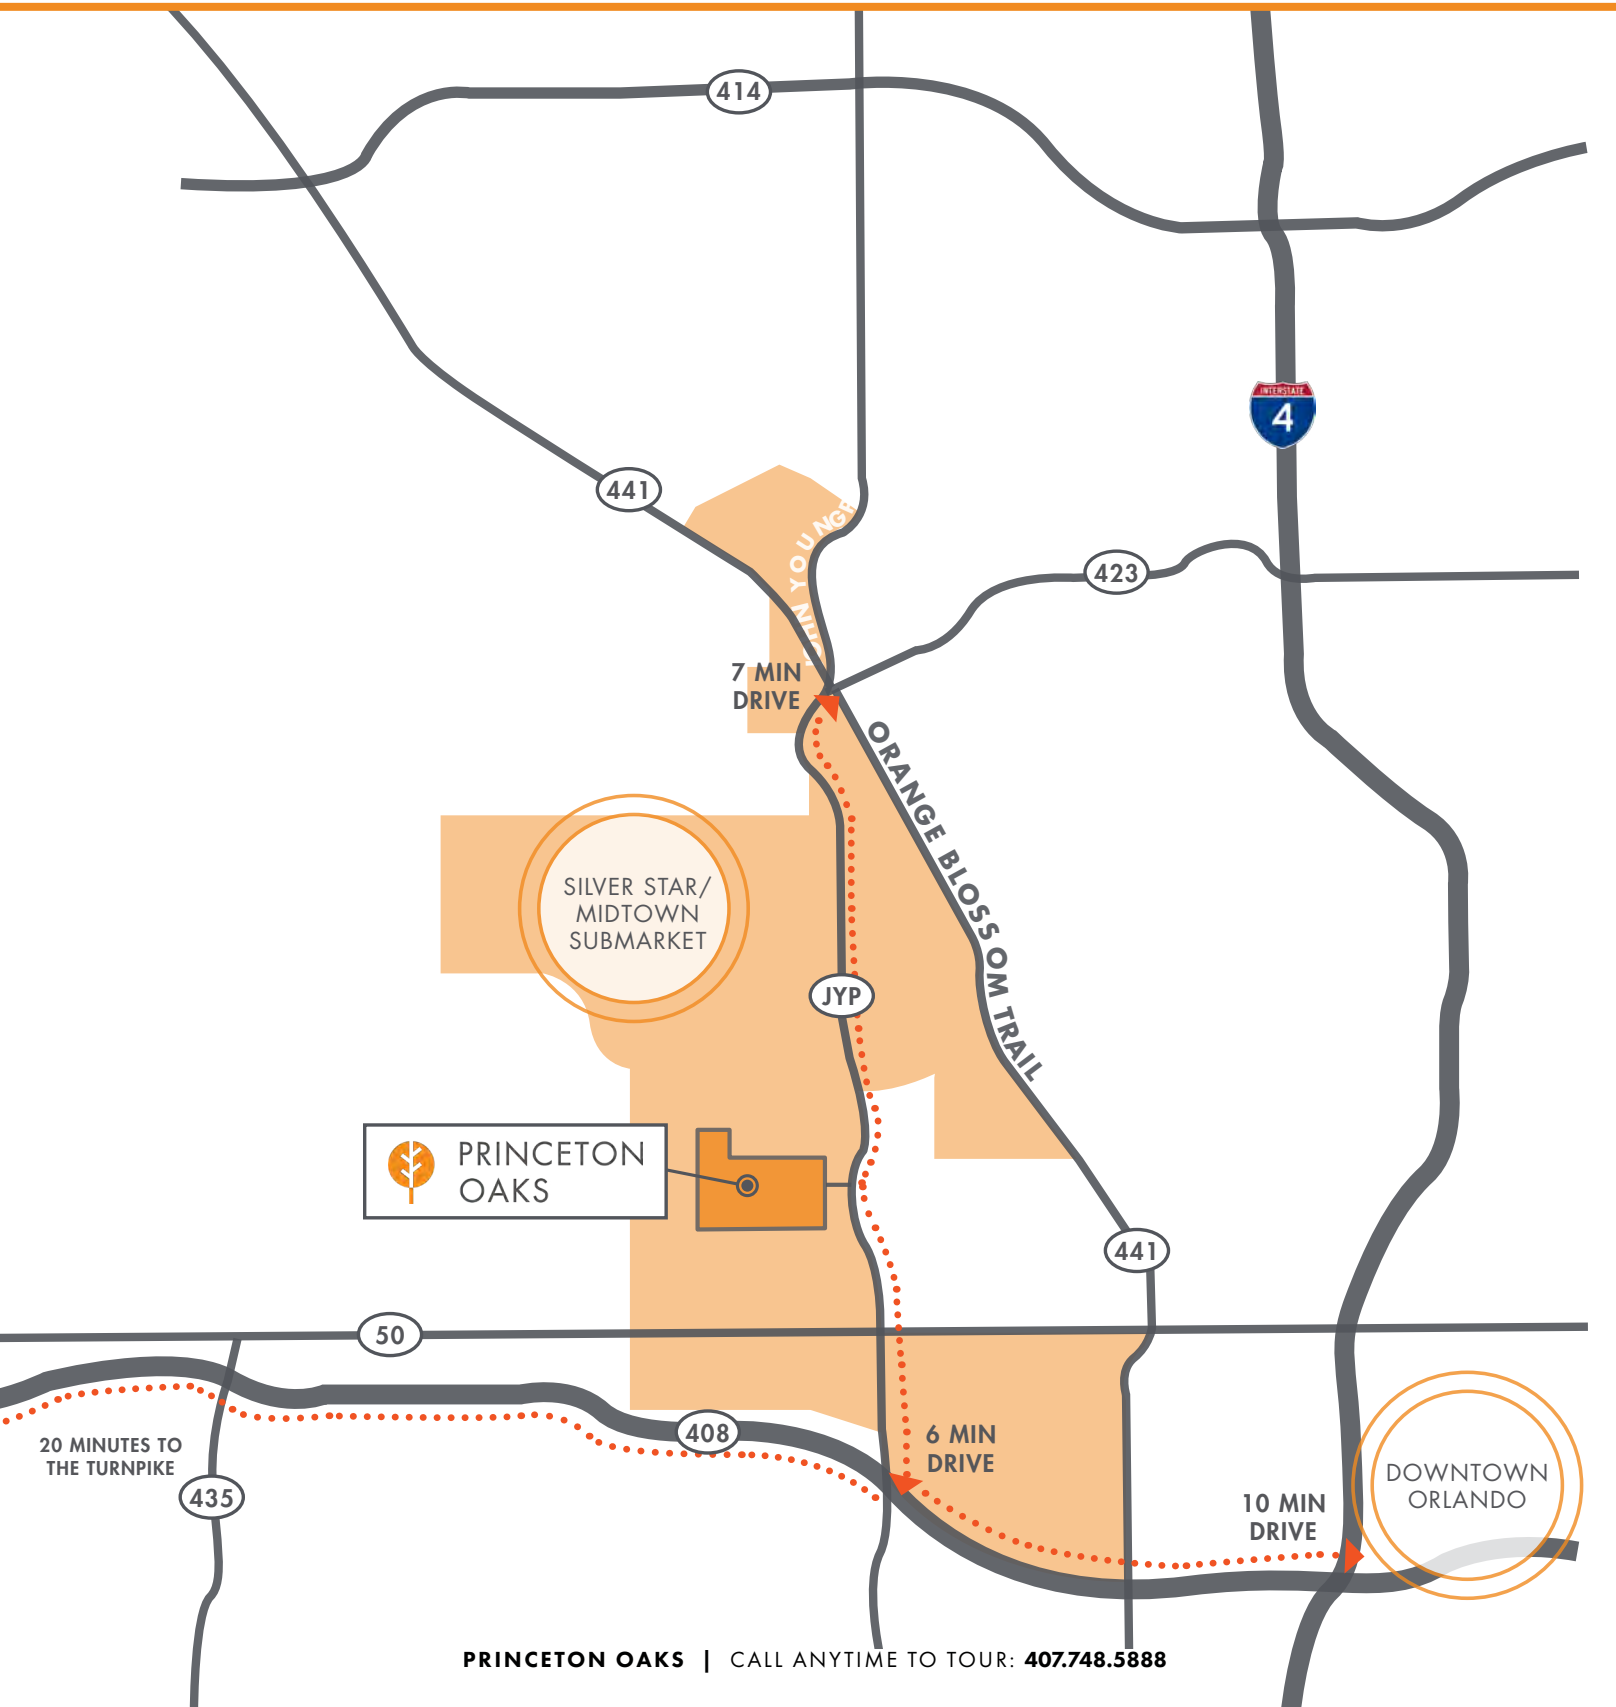 414
INTERSTATE
4
441
JOHN YOUNG P
423
7 MIN
DRIVE
ORANGE BLOSSOM TRAIL
SILVER STAR/
MIDTOWN
SUBMARKET
JYP
PRINCETON
OAKS
441
50
408
6 MIN
DRIVE
20 MINUTES TO
THE TURNPIKE
435
DOWNTOWN
ORLANDO
10 MIN
DRIVE
PRINCETON OAKS | CALL ANYTIME TO TOUR: 407.748.5888